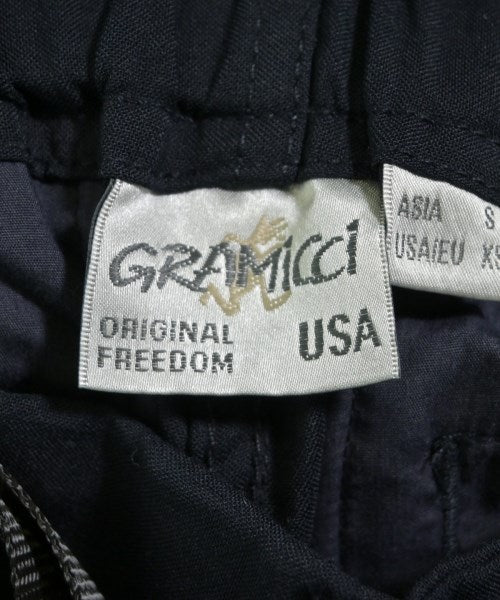 GRAMICCI
ORIGINAL
FREEDOM
USA
ASIA S
USA/EU XS